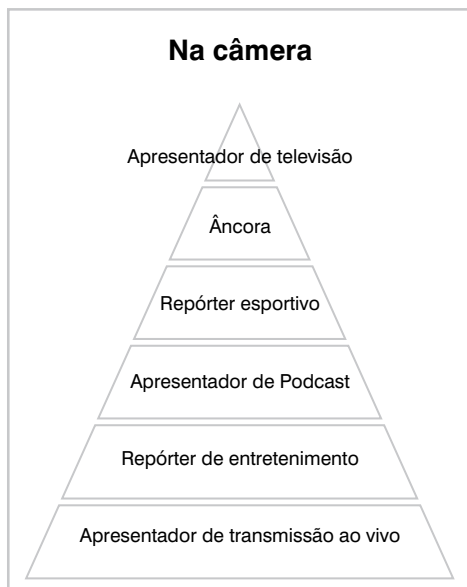 Na câmera
Apresentador de televisão
Âncora
Repórter esportivo
Apresentador de Podcast
Repórter de entretenimento
Apresentador de transmissão ao vivo